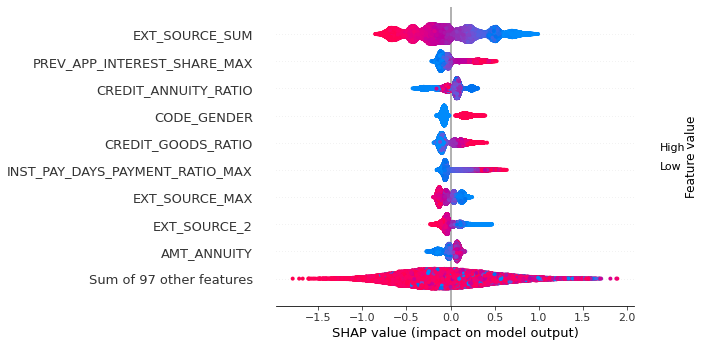 EXT_SOURCE_SUM
PREV_APP_INTEREST_SHARE_MAX
CREDIT_ANNUITY_RATIO
CODE_GENDER
CREDIT_GOODS_RATIO
INST_PAY_DAYS_PAYMENT_RATIO_MAX
EXT_SOURCE_MAX
EXT_SOURCE_2
AMT_ANNUITY
Sum of 97 other features
−1.5 −1.0 −0.5 0.0 0.5 1.0 1.5 2.0
SHAP value (impact on model output)
High
Low
Feature value